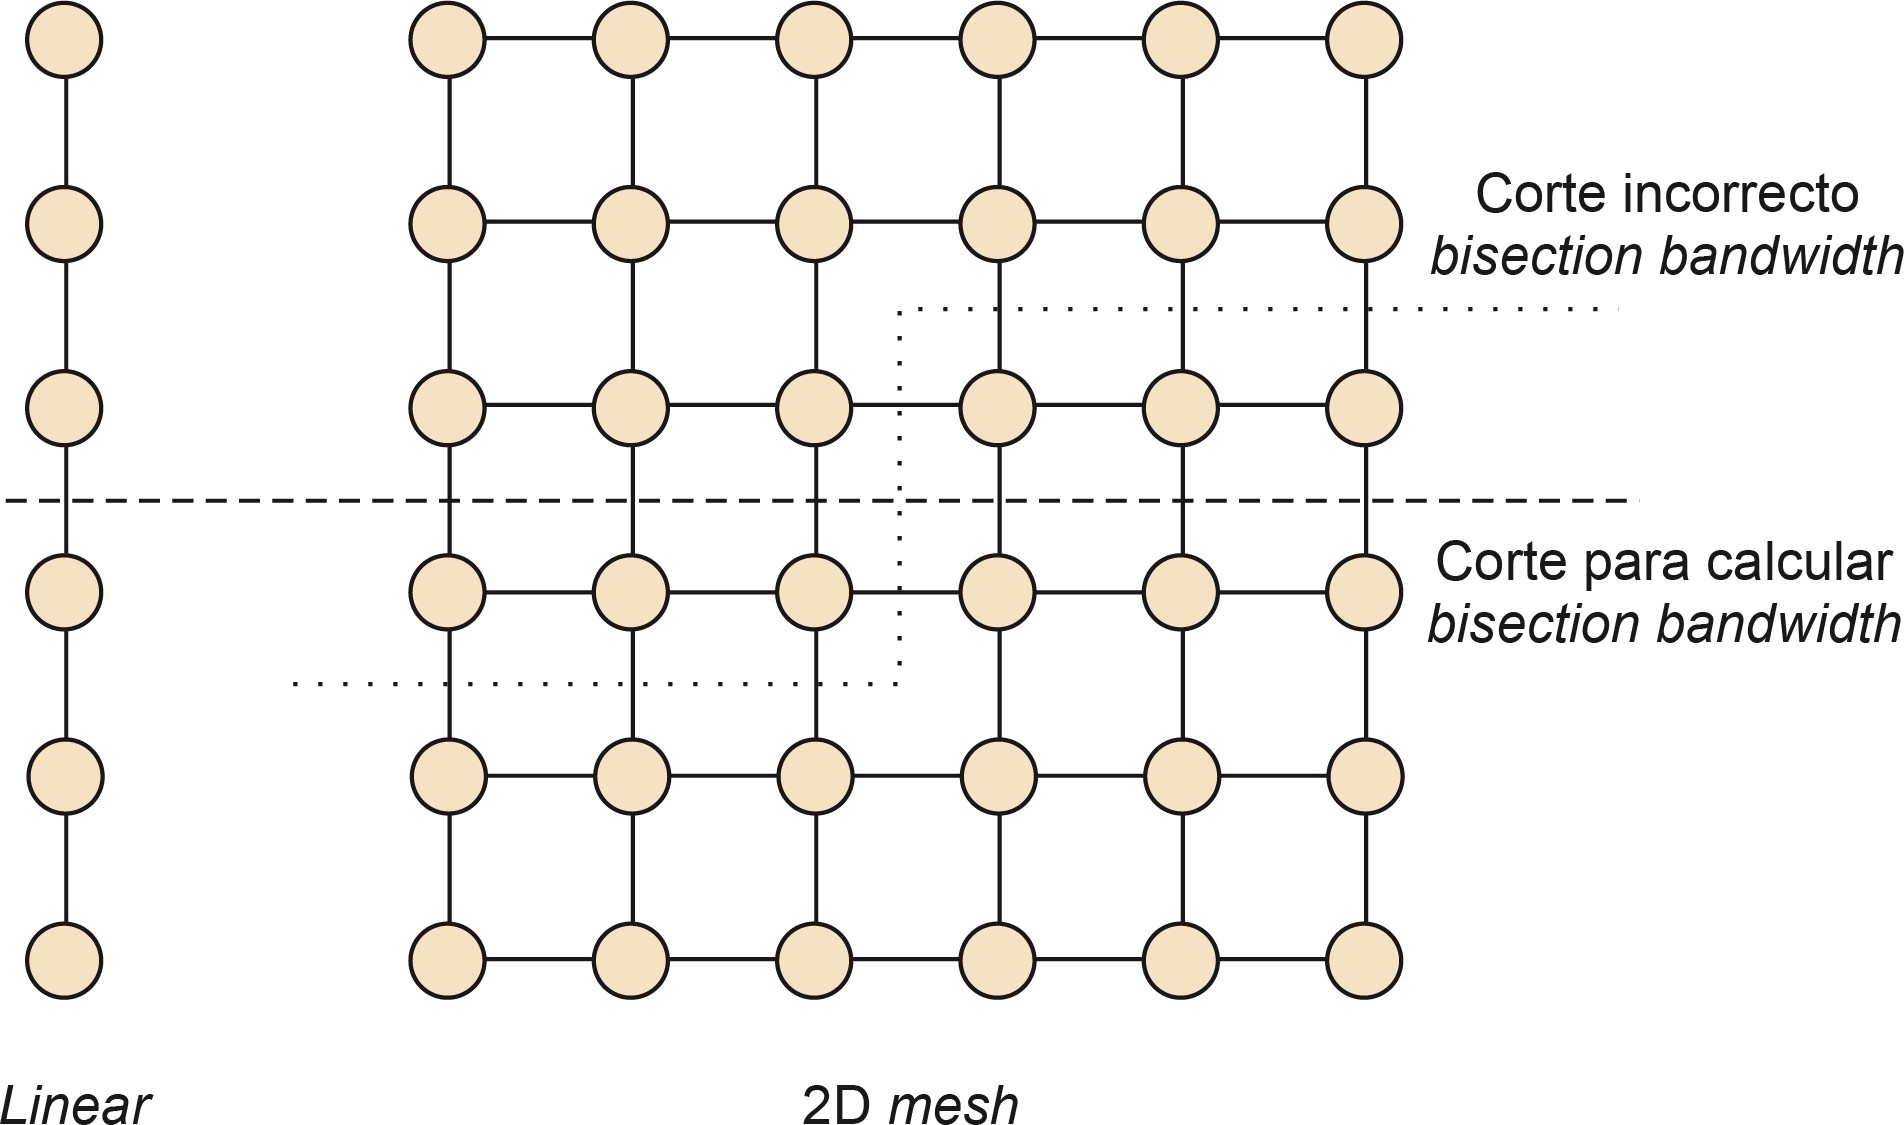 Corte incorrecto
bisection bandwidth
Corte para calcular
bisection bandwidth
Linear
2D mesh